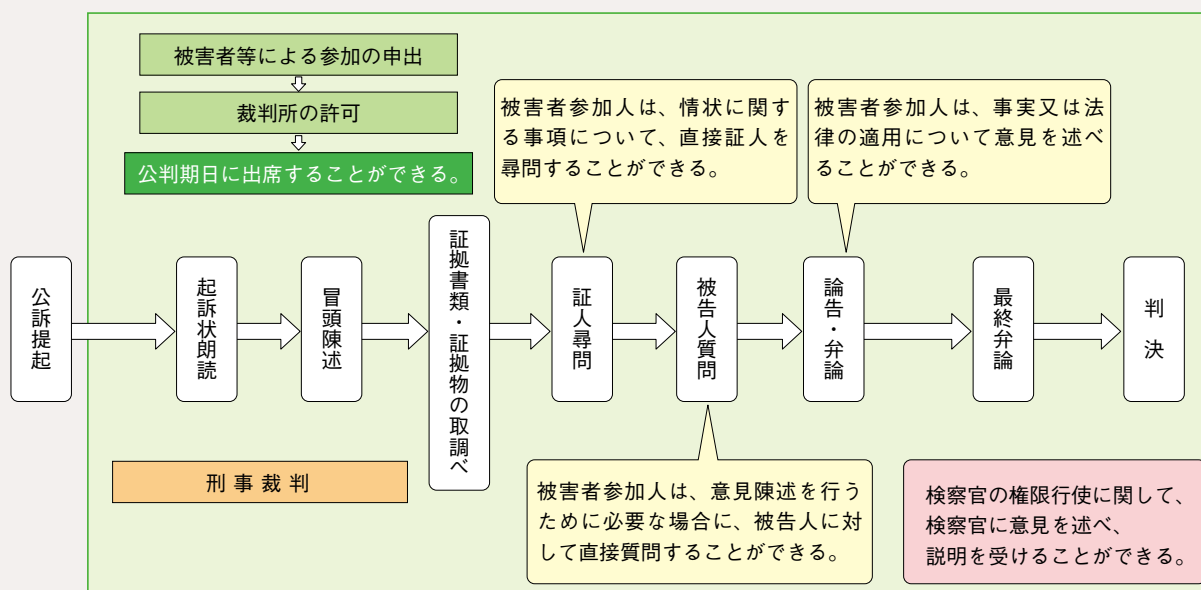 被害者等による参加の申出
裁判所の許可
公判期日に出席することができる。
被害者参加人は、情状に関す
る事項について、直接証人を
尋問することができる。
被害者参加人は、事実又は法
律の適用について意見を述べ
ることができる。
公訴提起
起訴状朗読
冒頭陳述
証拠書類・証拠物の取調べ
証人尋問
被告人質問
論告・弁論
最終弁論
判決
刑事裁判
被害者参加人は、意見陳述を行う
ために必要な場合に、被告人に対
して直接質問することができる。
検察官の権限行使に関して、
検察官に意見を述べ、
説明を受けることができる。